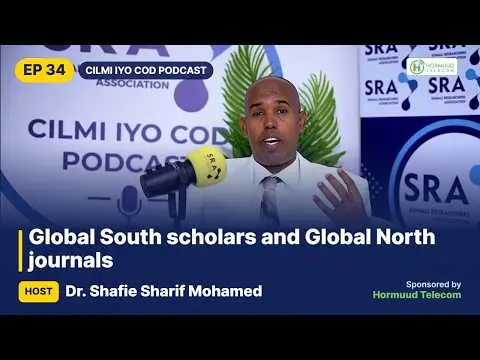 EP 34
CILMI IYO COD PODCAST
HORMUUD
TELECOM
SRA
ASSOCIATION
CILMI IYO COD
PODCAST
SRA
SRA
SRA
SRA
Global South scholars and Global North
journals
HOST
Dr. Shafie Sharif Mohamed
Sponsored by
Hormuud Telecom